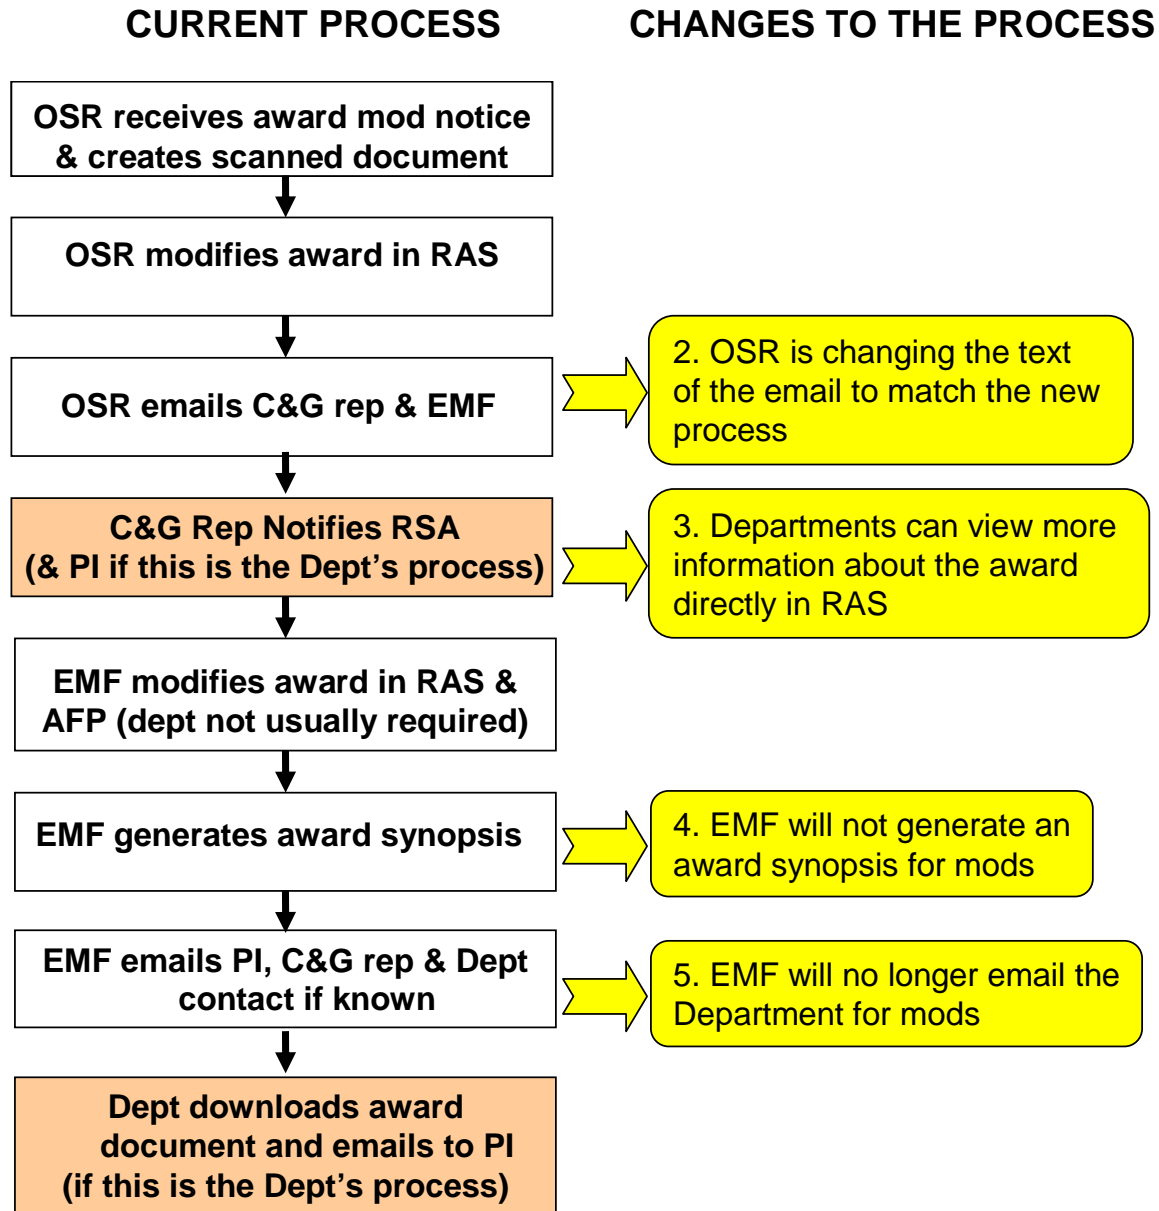 CURRENT PROCESS
CHANGES TO THE PROCESS
OSR receives award mod notice
& creates scanned document
OSR modifies award in RAS
OSR emails C&G rep & EMF
2. OSR is changing the text
of the email to match the new
process
C&G Rep Notifies RSA
(& PI if this is the Dept's process)
3. Departments can view more
information about the award
directly in RAS
EMF modifies award in RAS &
AFP (dept not usually required)
EMF generates award synopsis
4. EMF will not generate an
award synopsis for mods
EMF emails PI, C&G rep & Dept
contact if known
5. EMF will no longer email the
Department for mods
Dept downloads award
document and emails to PI
(if this is the Dept's process)